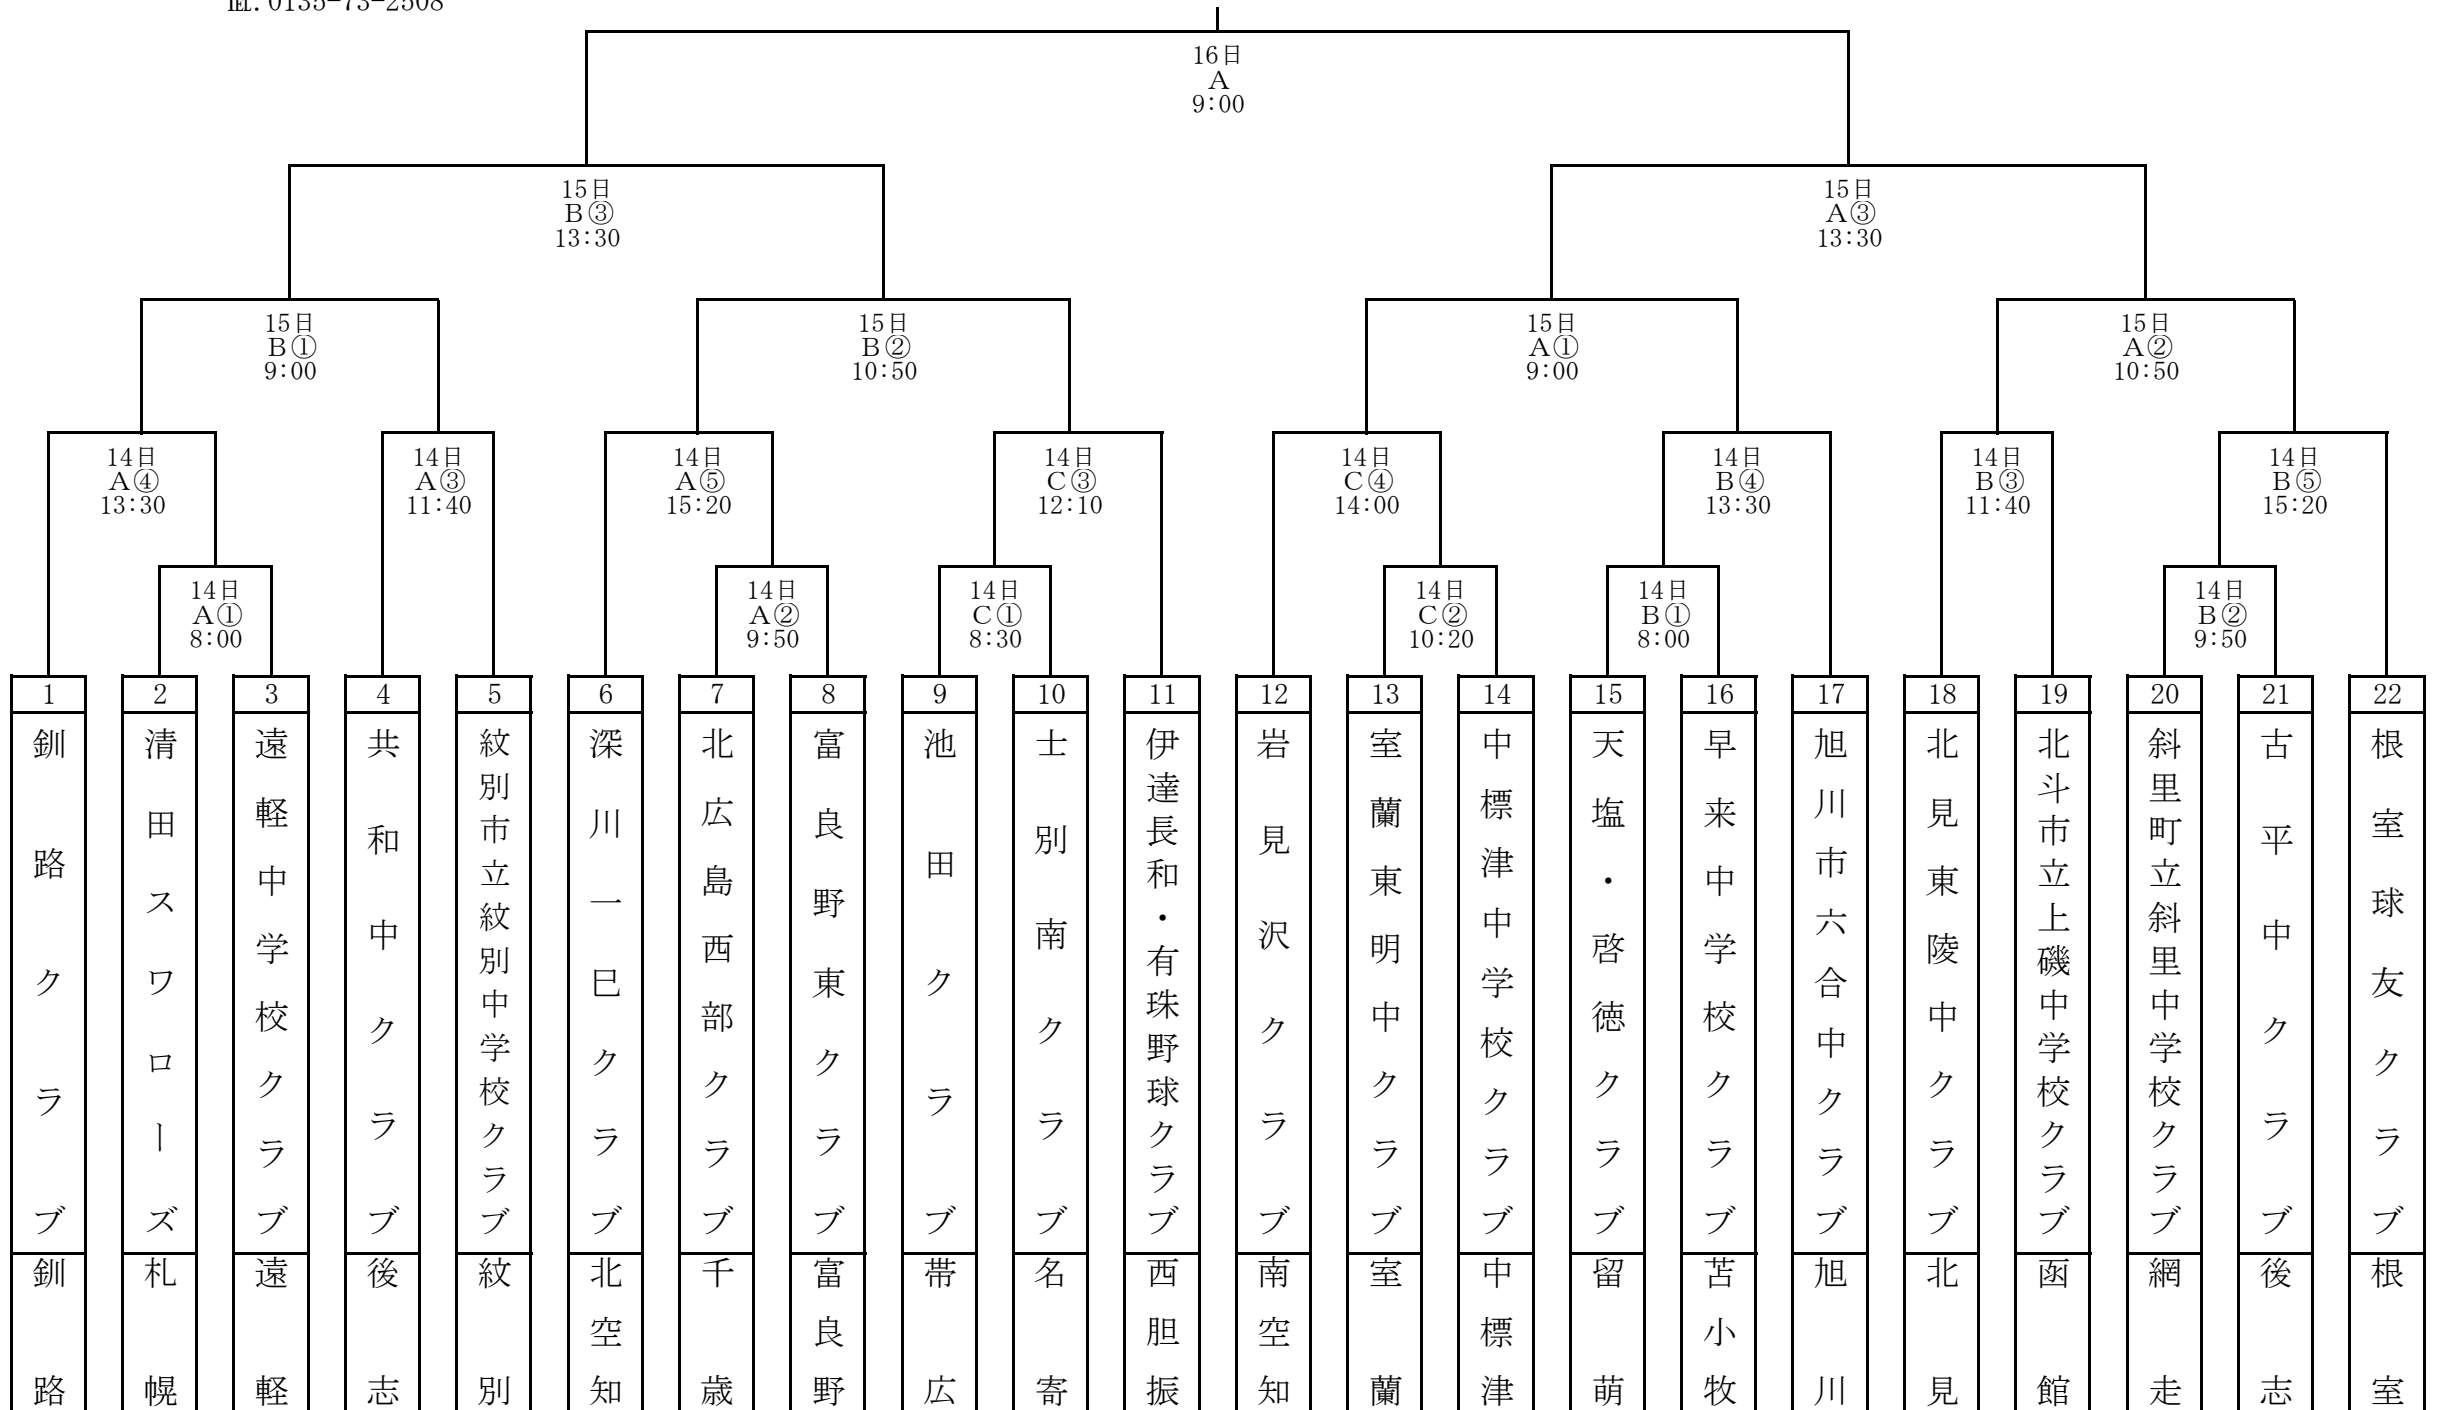 ℡.0135-73-2508
16日
A
9:00
15日
B③
13:30
15日
A③
13:30
15日
B①
9:00
15日
B②
10:50
15日
A①
9:00
15日
A②
10:50
14日
A④
13:30
14日
A③
11:40
14日
A⑤
15:20
14日
C③
12:10
14日
C④
14:00
14日
B④
13:30
14日
B③
11:40
14日
B⑤
15:20
14日
A①
8:00
14日
A②
9:50
14日
C①
8:30
14日
C②
10:20
14日
B①
8:00
14日
B②
9:50
1
釧路クラブ
釧路
2
清田スワローズ
札幌
3
遠軽中学校クラブ
遠軽
4
共和中クラブ
後志
5
紋別市立紋別中学校クラブ
紋別
6
深川一巳クラブ
北空知
7
北広島西部クラブ
千歳
8
富良野東クラブ
富良野
9
池田クラブ
帯広
10
士別南クラブ
名寄
11
伊達長和・有珠野球クラブ
西胆振
12
岩見沢クラブ
南空知
13
室蘭東明中クラブ
室蘭
14
中標津中学校クラブ
中標津
15
天塩・啓徳クラブ
留萌
16
早来中学校クラブ
苫小牧
17
旭川市六合中クラブ
旭川
18
北見東陵中クラブ
北見
19
北斗市立上磯中学校クラブ
函館
20
斜里町立斜里中学校クラブ
網走
21
古平中クラブ
後志
22
根室球友クラブ
根室